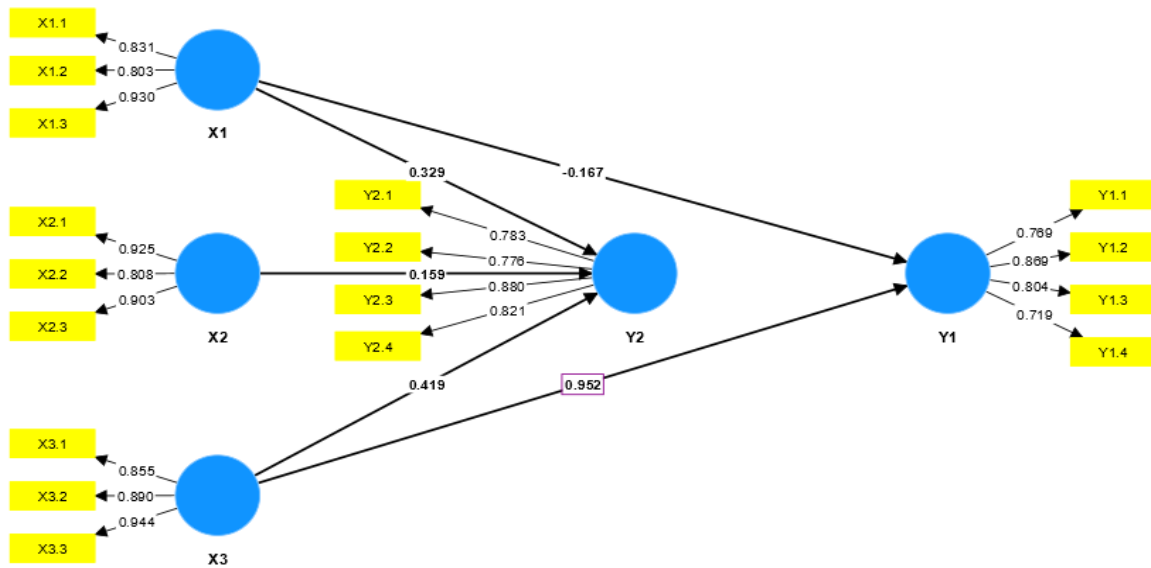 X1.1
0.831
X1.2
0.803
0.930
X1.3
X1
0.329
-0.167
Y2.1
0.783
Y2.2
0.776
0.159
0.880
Y2.3
0.821
Y2.4
Y2
X2.1
0.925
X2.2
0.808
0.903
X2.3
X2
0.419
0.952
Y1.1
0.769
Y1.2
0.869
0.804
Y1.3
0.719
Y1.4
Y1
X3.1
0.855
X3.2
0.890
0.944
X3.3
X3